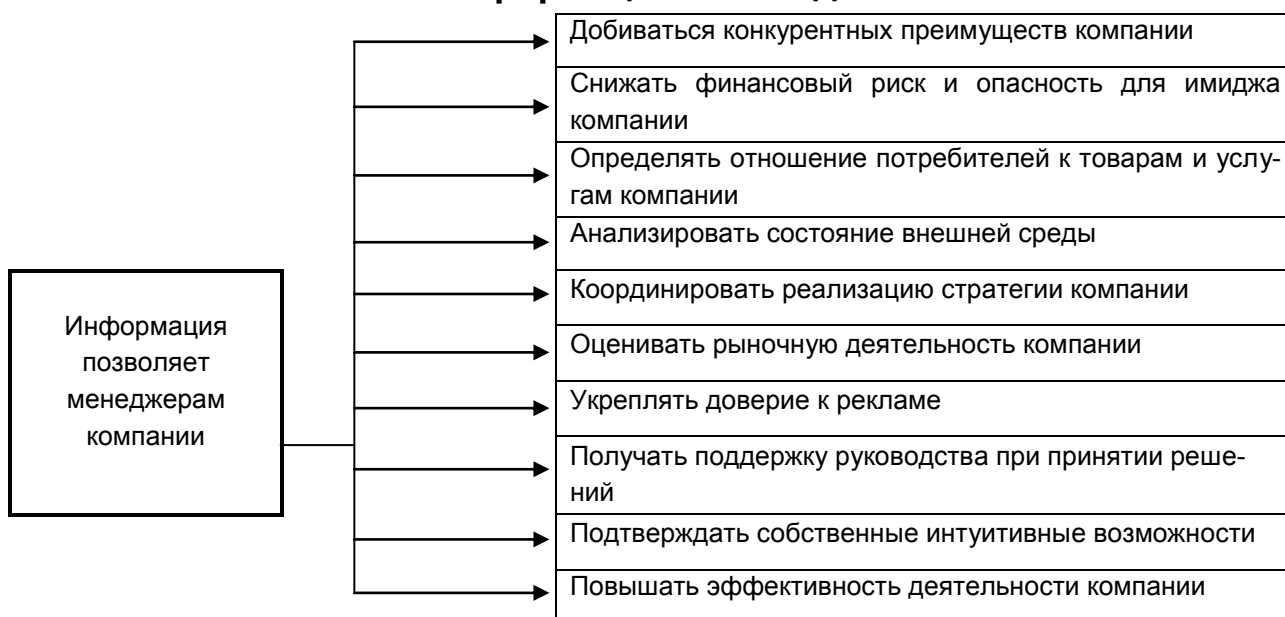 Информация
позволяет
менеджерам
компании
Добиваться конкурентных преимуществ компании
Снижать финансовый риск и опасность для имиджа
компании
Определять отношение потребителей к товарам и услу-
гам компании
Анализировать состояние внешней среды
Координировать реализацию стратегии компании
Оценивать рыночную деятельность компании
Укреплять доверие к рекламе
Получать поддержку руководства при принятии реше-
ний
Подтверждать собственные интуитивные возможности
Повышать эффективность деятельности компании